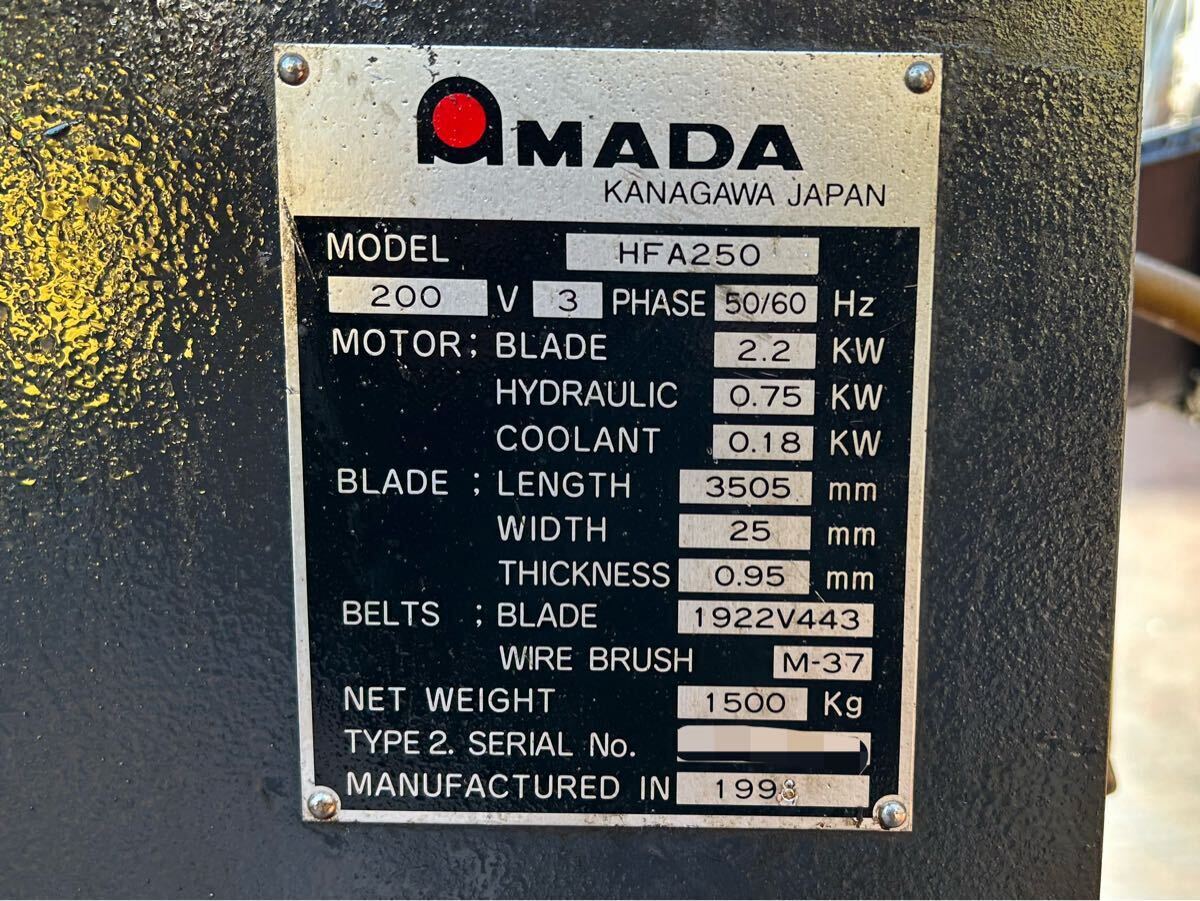 AMADA
KANAGAWA JAPAN
MODEL HFA250
200 V 3 PHASE 50/60 Hz
MOTOR; BLADE 2.2 KW
HYDRAULIC 0.75 KW
COOLANT 0.18 KW
BLADE ; LENGTH 3505 mm
WIDTH 25 mm
THICKNESS 0.95 mm
BELTS ; BLADE 1922V443
WIRE BRUSH M-37
NET WEIGHT 1500 Kg
TYPE 2. SERIAL No.
MANUFACTURED IN 1998